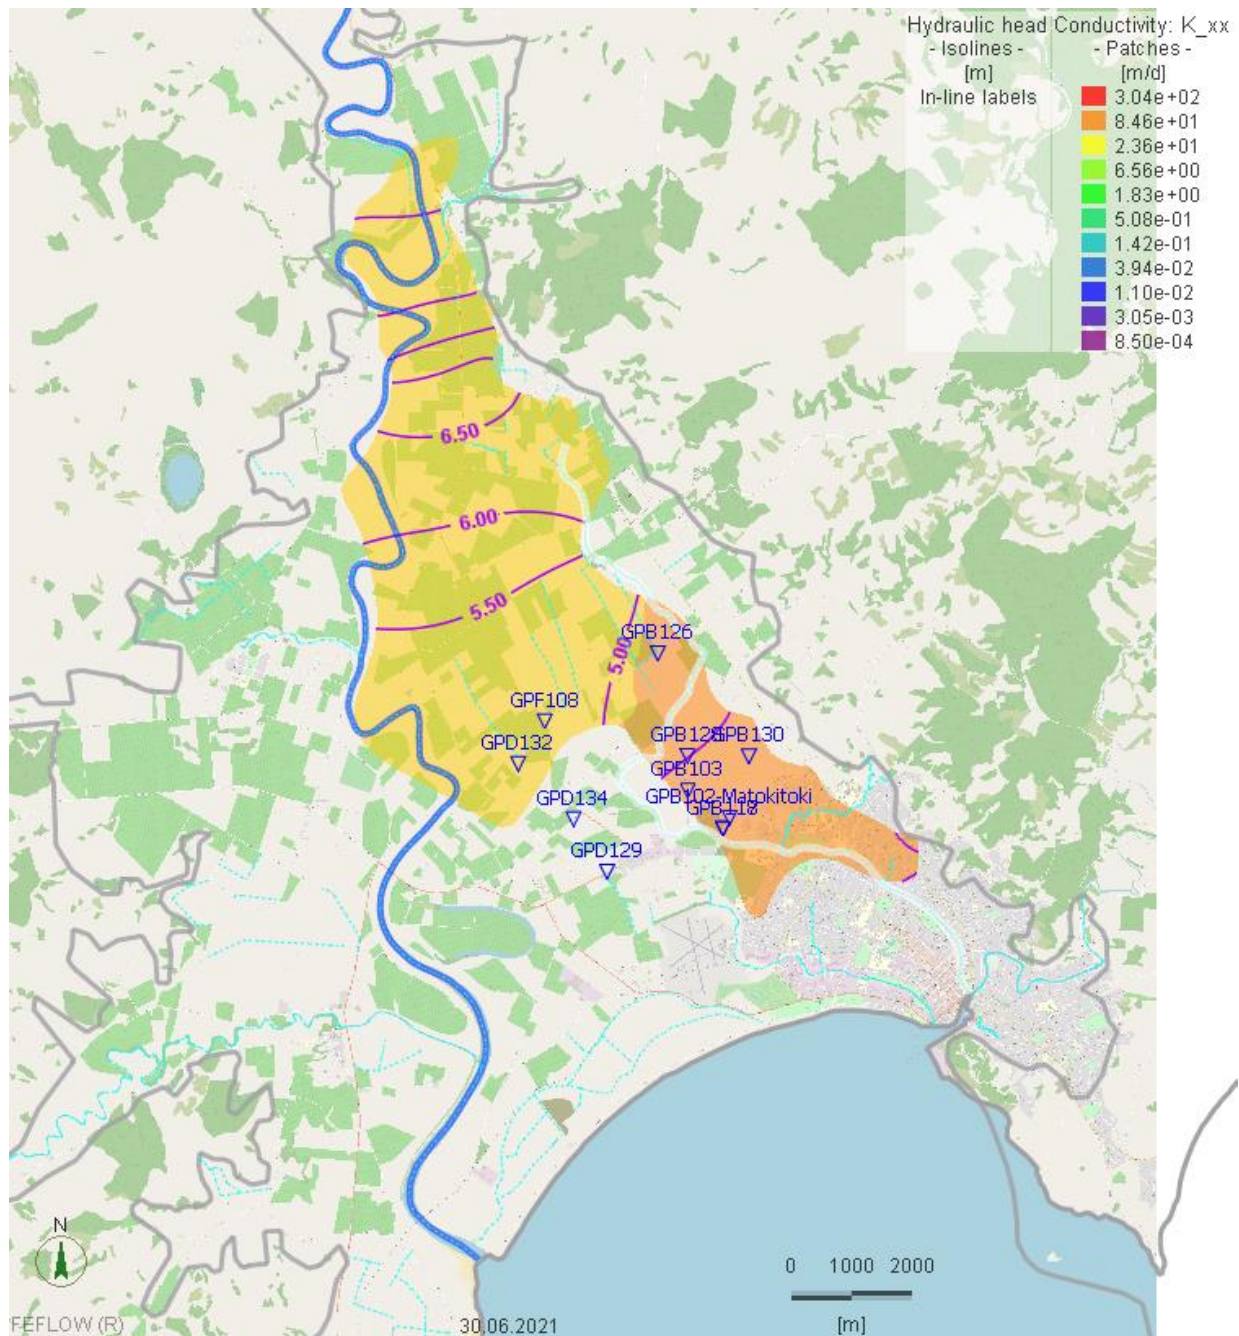 Hydraulic head Conductivity: K_xx
- Isolines - - Patches -
[m] [m/d]
In-line labels 3.04e+02
8.46e+01
2.36e+01
6.56e+00
1.83e+00
5.08e-01
1.42e-01
3.94e-02
1.10e-02
3.05e-03
8.50e-04
6.50
6.00
5.50
5.00
GPB126
GPF108
GPD132
GPB128
GPB130
GPB103
GPB102-Matokitoki
GPB118
GPD134
GPD129
N
0 1000 2000
[m]
FEFLOW (R)
30.06.2021